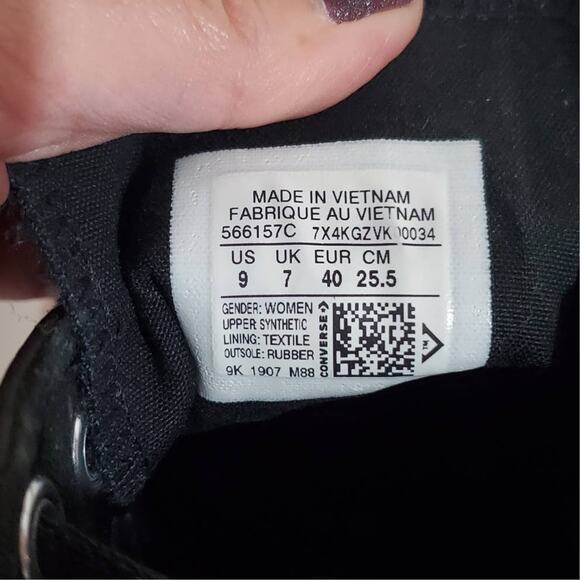 MADE IN VIETNAM
FABRIQUE AU VIETNAM
566157C 7X4KGZVK 00034
US UK EUR CM
9 7 40 25.5
GENDER: WOMEN
UPPER: SYNTHETIC
LINING: TEXTILE
OUTSOLE: RUBBER
9K 1907 M88
CONVERSE
TM